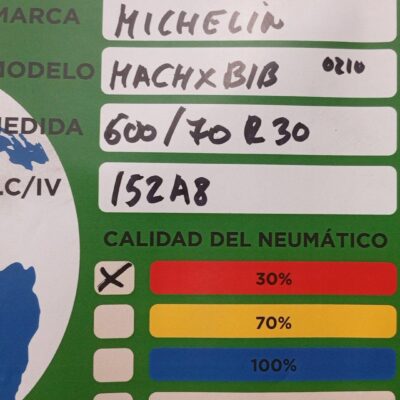 MARCA MICHELIN
MODELO MACHXBIB 0210
MEDIDA 600/70 R30
.C/IV 152A8
CALIDAD DEL NEUMÁTICO
X 30%
70%
100%